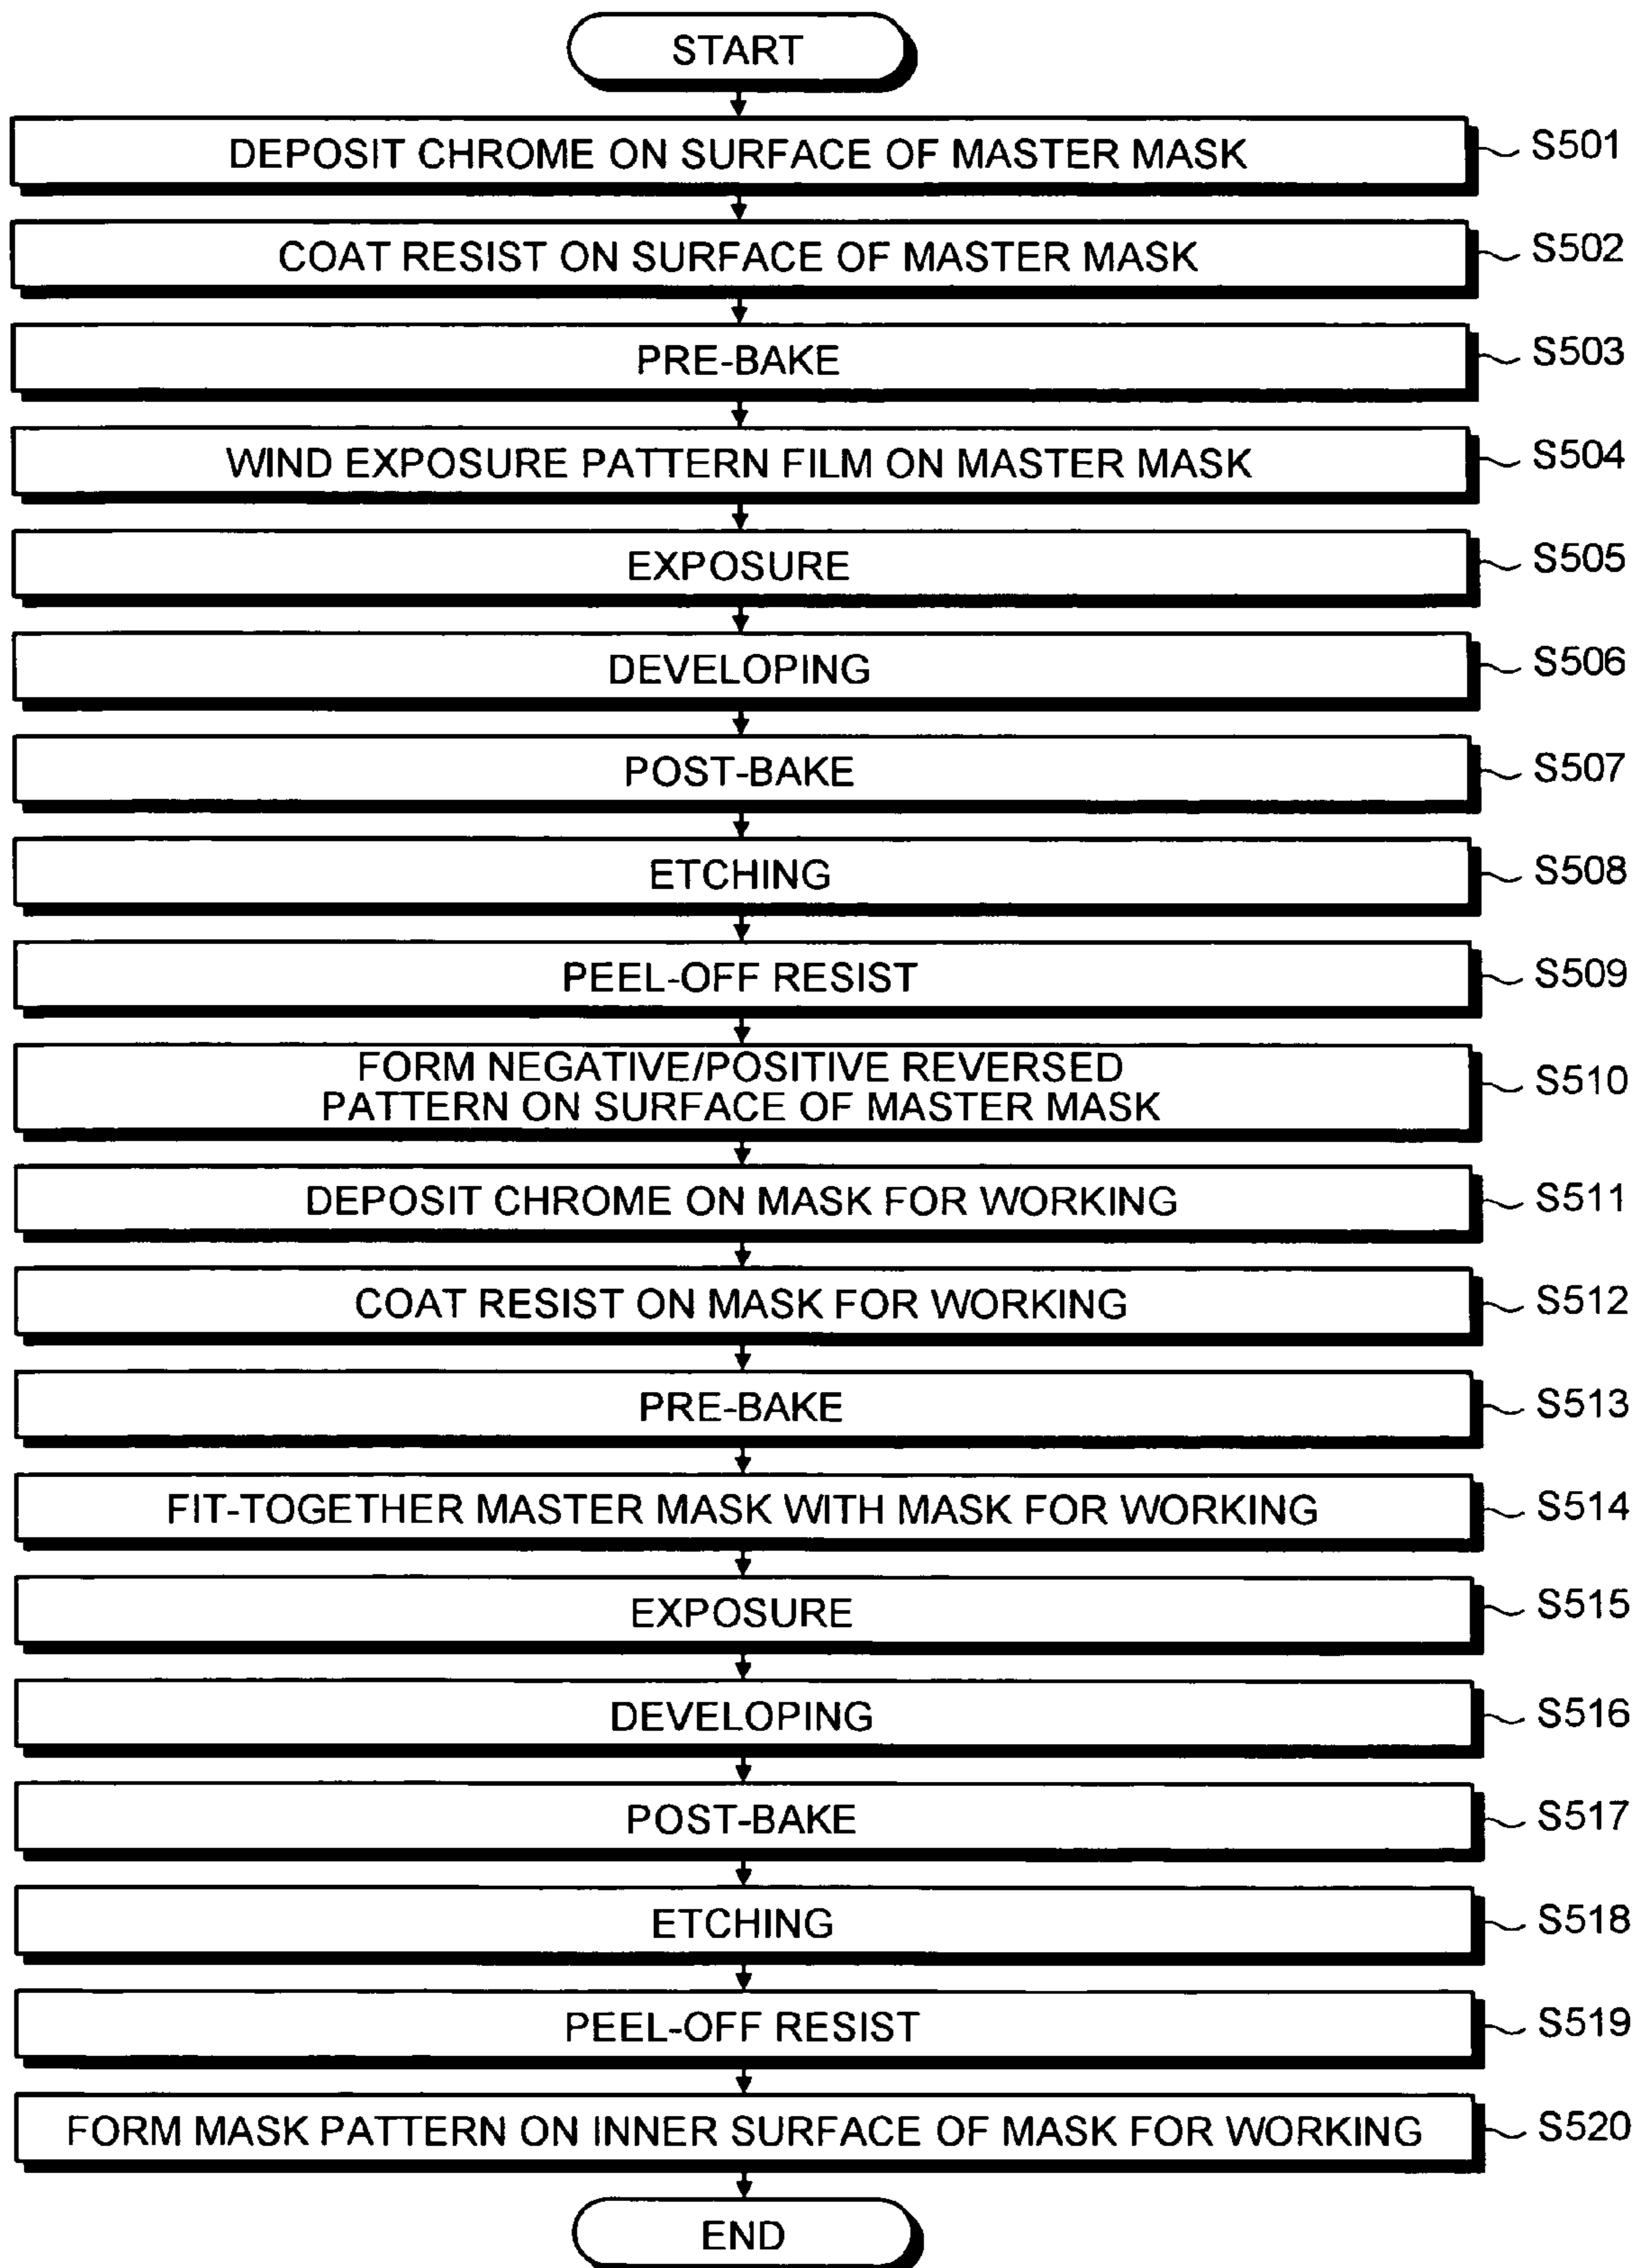 START
DEPOSIT CHROME ON SURFACE OF MASTER MASK
S501
COAT RESIST ON SURFACE OF MASTER MASK
S502
PRE-BAKE
S503
WIND EXPOSURE PATTERN FILM ON MASTER MASK
S504
EXPOSURE
S505
DEVELOPING
S506
POST-BAKE
S507
ETCHING
S508
PEEL-OFF RESIST
S509
FORM NEGATIVE/POSITIVE REVERSED
PATTERN ON SURFACE OF MASTER MASK
S510
DEPOSIT CHROME ON MASK FOR WORKING
S511
COAT RESIST ON MASK FOR WORKING
S512
PRE-BAKE
S513
FIT-TOGETHER MASTER MASK WITH MASK FOR WORKING
S514
EXPOSURE
S515
DEVELOPING
S516
POST-BAKE
S517
ETCHING
S518
PEEL-OFF RESIST
S519
FORM MASK PATTERN ON INNER SURFACE OF MASK FOR WORKING
S520
END